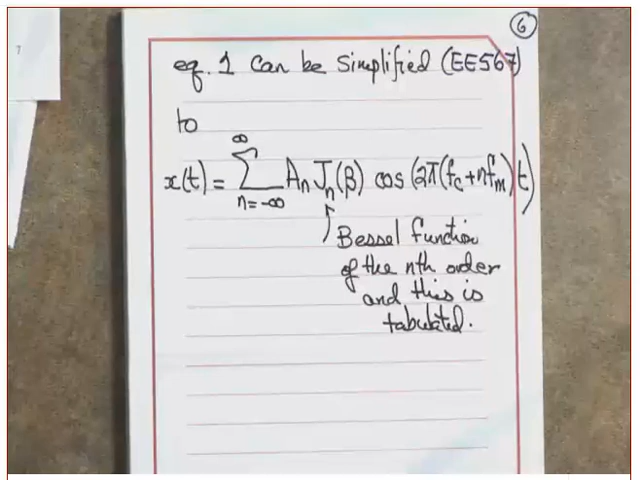 7
6
eq. 1 can be simplified (EE567)
to
x(t) = ∑_{n=-∞}^{∞} A_n J_n(β) cos(2π(f_c+nf_m)t)
Bessel function
of the nth order
and this is
tabulated.